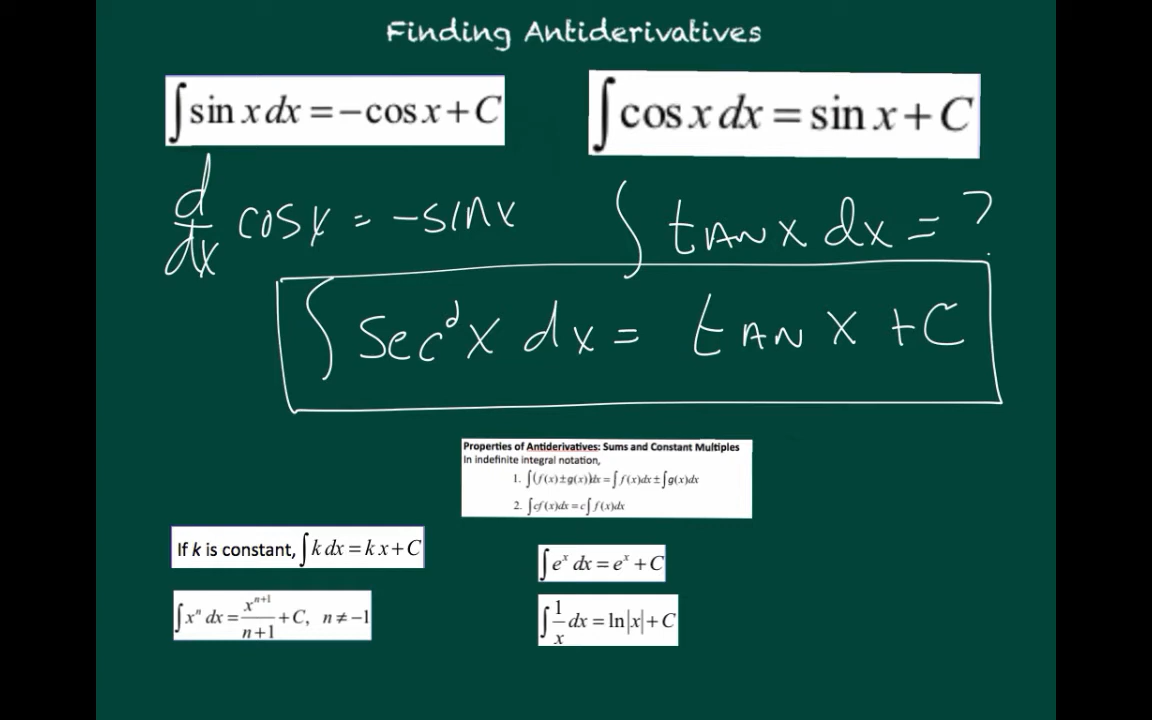 Finding Antiderivatives
∫sin x dx = −cos x + C
∫cos x dx = sin x + C
d/dx cos x = −sin x
∫ tAN x dx = ?
∫ Sec²x dx = tAN x + C
Properties of Antiderivatives: Sums and Constant Multiples
In indefinite integral notation,
1. ∫(f(x)±g(x))dx = ∫f(x)dx ± ∫g(x)dx
2. ∫cf(x)dx = c∫f(x)dx
If k is constant, ∫k dx = k x + C
∫eˣ dx = eˣ + C
∫xⁿ dx = xⁿ⁺¹/n+1 + C, n ≠ −1
∫1/x dx = ln|x| + C